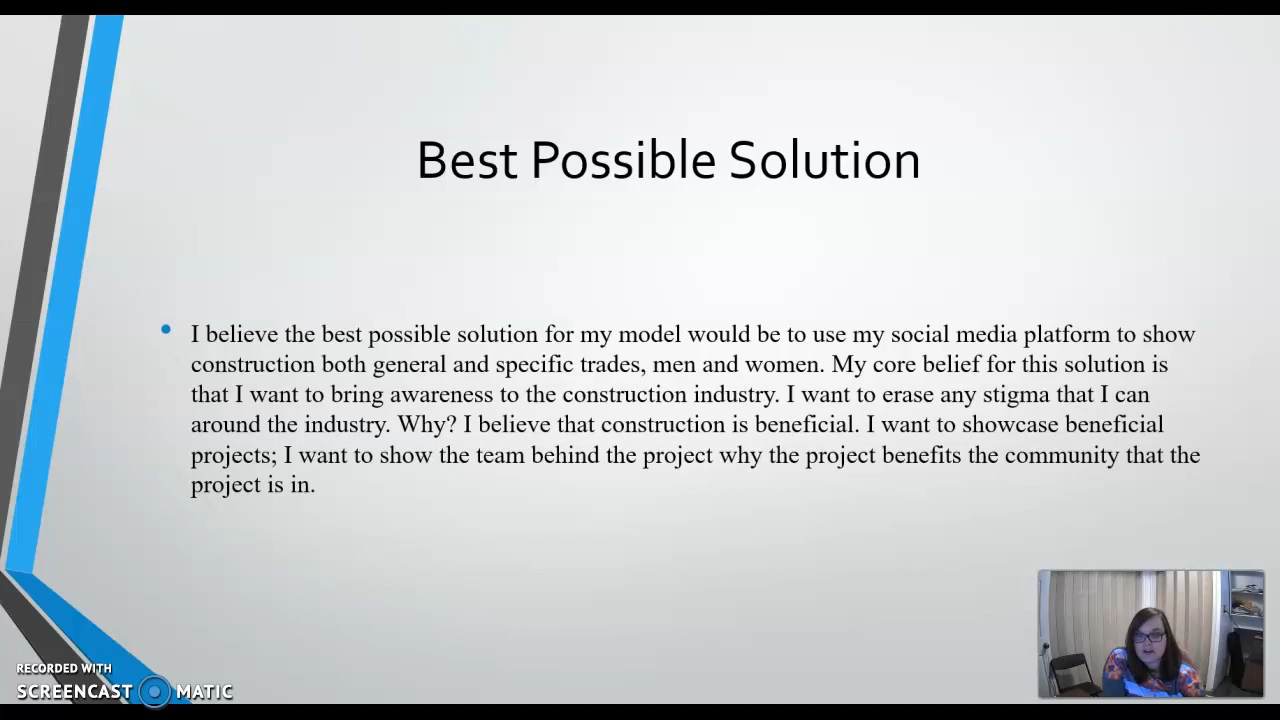 Best Possible Solution
I believe the best possible solution for my model would be to use my social media platform to show
construction both general and specific trades, men and women. My core belief for this solution is
that I want to bring awareness to the construction industry. I want to erase any stigma that I can
around the industry. Why? I believe that construction is beneficial. I want to showcase beneficial
projects; I want to show the team behind the project why the project benefits the community that the
project is in.
RECORDED WITH
SCREENCAST MATIC